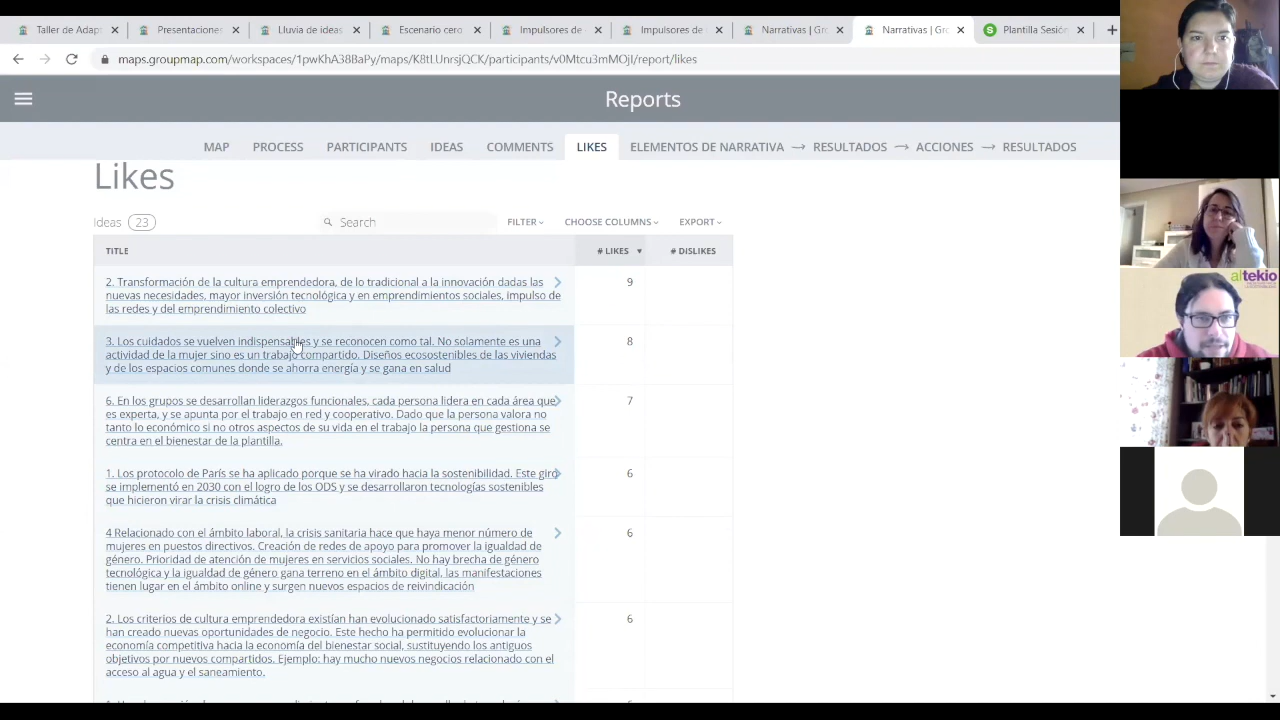 Taller de Adap
Presentacione
Lluvia de ideas
Escenario cero
Impulsores de
Impulsores de
Narrativas | Gro
Narrativas | Gro
Plantilla Sesión
maps.groupmap.com/workspaces/1pwKhA38BaPy/maps/KFLUnrsjQCK/participants/v0Mtcu3mMOJI/report/likes
Reports
MAP PROCESS PARTICIPANTS IDEAS COMMENTS LIKES ELEMENTOS DE NARRATIVA → RESULTADOS → ACCIONES → RESULTADOS
Likes
Ideas 23 Search FILTER CHOOSE COLUMNS EXPORT
TITLE # LIKES ▼ # DISLIKES
2. Transformación de la cultura emprendedora, de lo tradicional a la innovación dadas las 9
nuevas necesidades, mayor inversión tecnológica y en emprendimientos sociales, impulso de
las redes y del emprendimiento colectivo
3. Los cuidados se vuelven indispensables y se reconocen como tal. No solamente es una 8
actividad de la mujer sino es un trabajo compartido. Diseños ecosostenibles de las viviendas
y de los espacios comunes donde se ahorra energía y se gana en salud
6. En los grupos se desarrollan liderazgos funcionales, cada persona lidera en cada área que 7
es experta, y se apunta por el trabajo en red y cooperativo. Dado que la persona valora no
tanto lo económico si no otros aspectos de su vida en el trabajo la persona que gestiona se
centra en el bienestar de la plantilla.
1. Los protocolo de París se ha aplicado porque se ha virado hacia la sostenibilidad. Este giro 6
se implementó en 2030 con el logro de los ODS y se desarrollaron tecnologías sostenibles
que hicieron virar la crisis climática
4 Relacionado con el ámbito laboral, la crisis sanitaria hace que haya menor número de 6
mujeres en puestos directivos. Creación de redes de apoyo para promover la igualdad de
género. Prioridad de atención de mujeres en servicios sociales. No hay brecha de género
tecnológica y la igualdad de género gana terreno en el ámbito digital, las manifestaciones
tienen lugar en el ámbito online y surgen nuevos espacios de reivindicación
2. Los criterios de cultura emprendedora existían han evolucionado satisfactoriamente y se 6
han creado nuevas oportunidades de negocio. Este hecho ha permitido evolucionar la
economía competitiva hacia la economía del bienestar social, sustituyendo los antiguos
objetivos por nuevos compartidos. Ejemplo: hay mucho nuevos negocios relacionado con el
acceso al agua y el saneamiento.
altekio